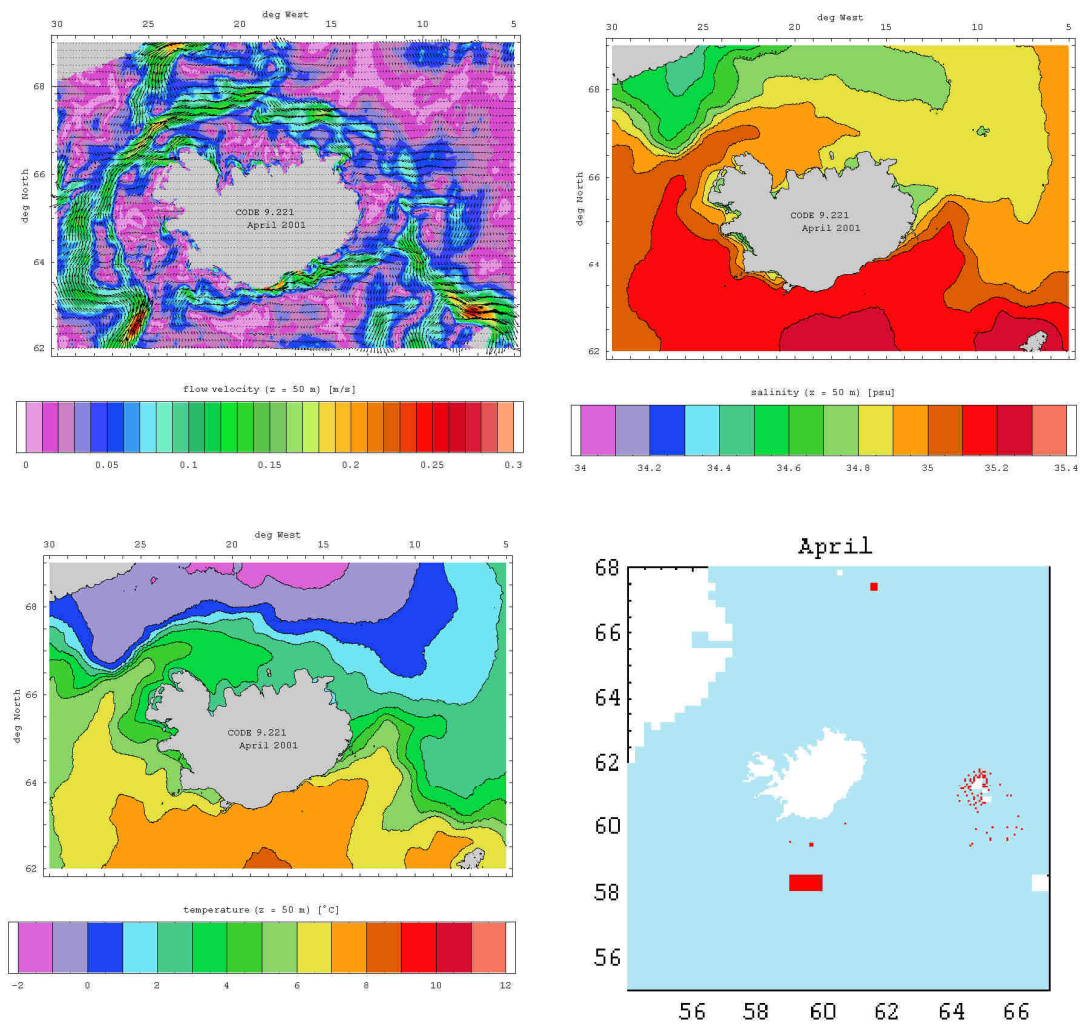 deg West
30 25 20 15 10 5
deg North
68
66
64
62
CODE 9.221
April 2001
flow velocity (z = 50 m) [m/s]
0 0.05 0.1 0.15 0.2 0.25 0.3
deg West
30 25 20 15 10 5
deg North
68
66
64
62
CODE 9.221
April 2001
salinity (z = 50 m) [psu]
34 34.2 34.4 34.6 34.8 35 35.2 35.4
deg West
30 25 20 15 10 5
deg North
68
66
64
62
CODE 9.221
April 2001
temperature (z = 50 m) [°C]
-2 0 2 4 6 8 10 12
April
68
66
64
62
60
58
56
56 58 60 62 64 66